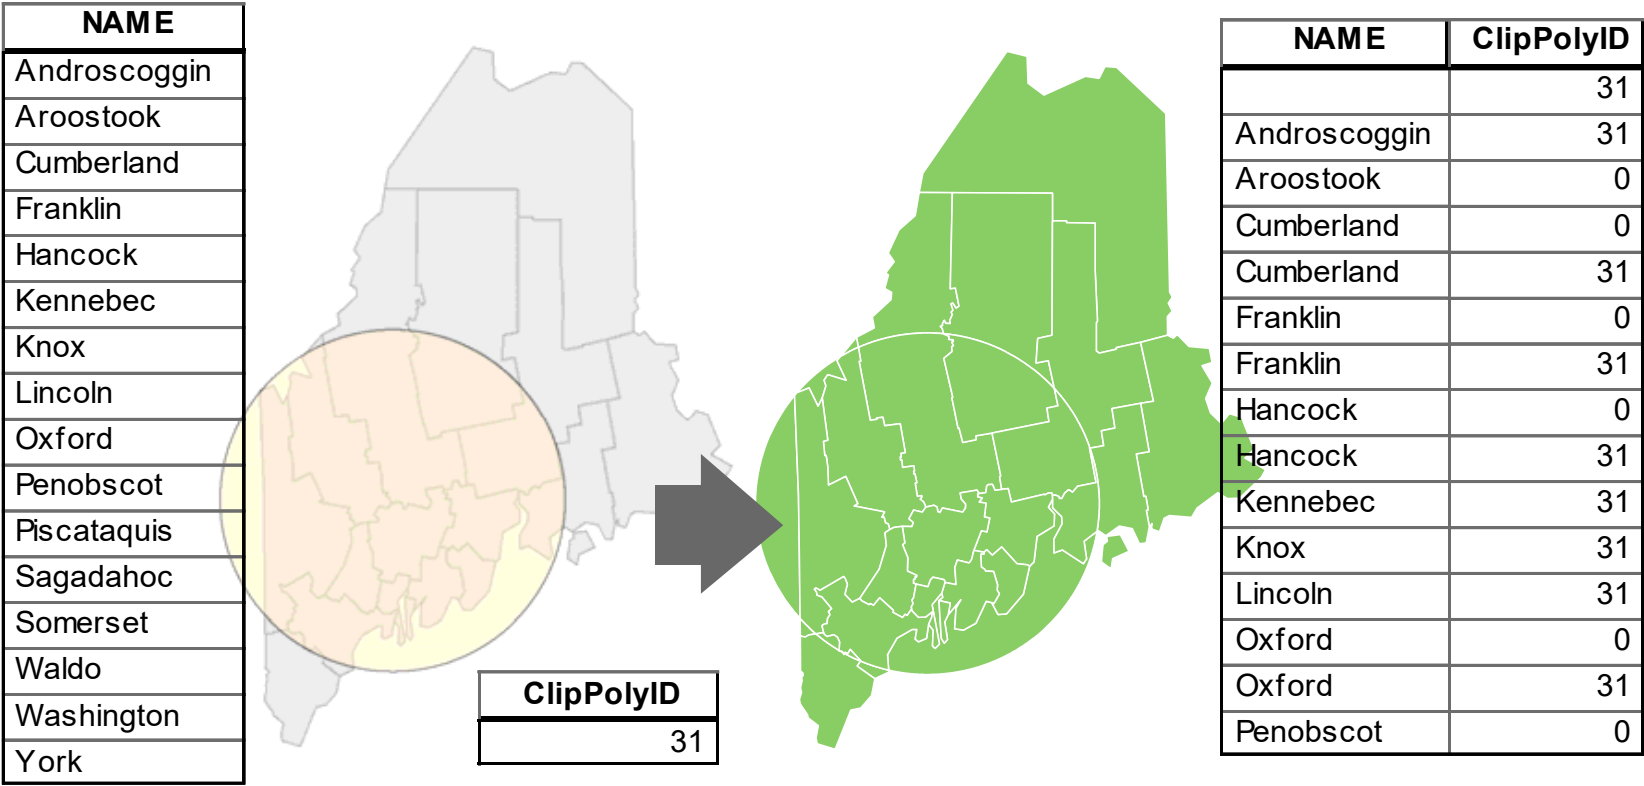 NAME
Androscoggin
Aroostook
Cumberland
Franklin
Hancock
Kennebec
Knox
Lincoln
Oxford
Penobscot
Piscataquis
Sagadahoc
Somerset
Waldo
Washington
York
ClipPolyID
31
NAME ClipPolyID
31
Androscoggin 31
Aroostook 0
Cumberland 0
Cumberland 31
Franklin 0
Franklin 31
Hancock 0
Hancock 31
Kennebec 31
Knox 31
Lincoln 31
Oxford 0
Oxford 31
Penobscot 0